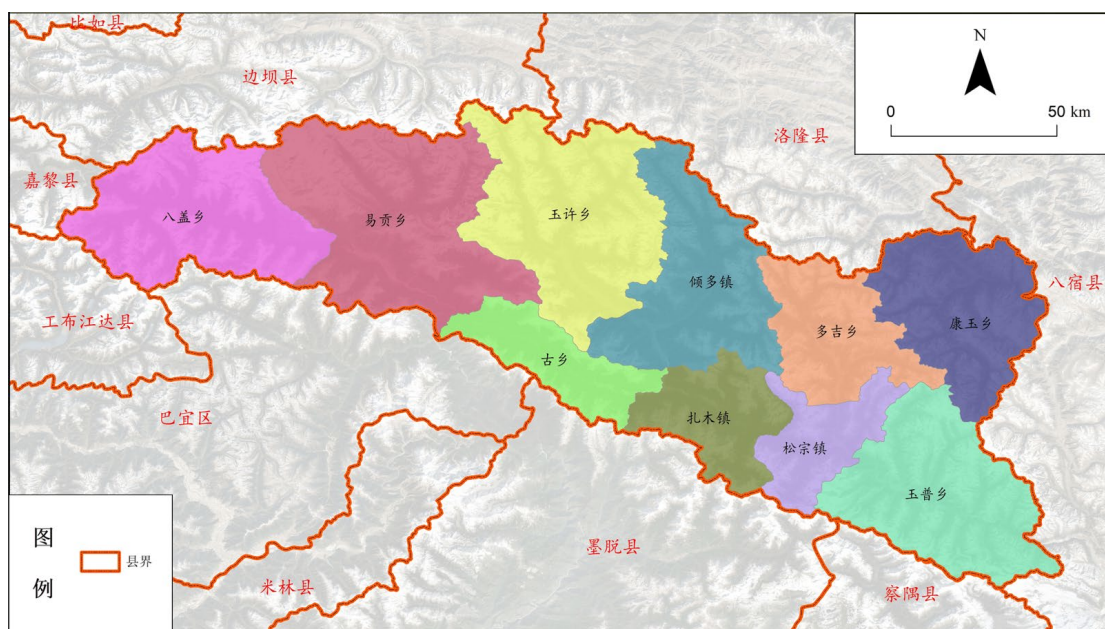 比如县
边坝县
N
0
50 km
洛隆县
嘉黎县
八盖乡
易贡乡
玉许乡
倾多镇
多吉乡
康玉乡
八宿县
工布江达县
古乡
扎木镇
松宗镇
玉普乡
巴宜区
墨脱县
米林县
察隅县
图
例
县界